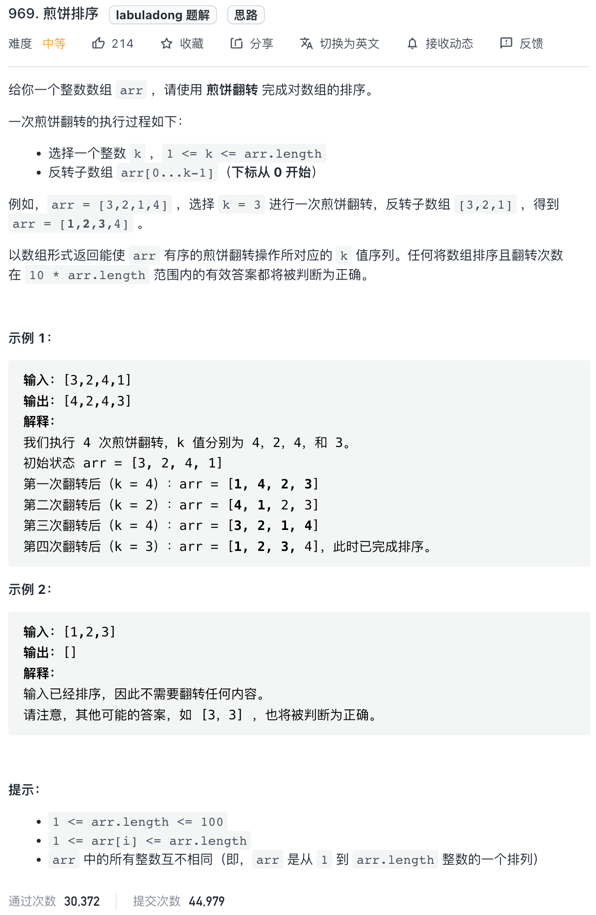 969. 煎饼排序 labuladong 题解 思路
难度 中等 214 收藏 分享 切换为英文 接收动态 反馈
给你一个整数数组 arr ，请使用 煎饼翻转 完成对数组的排序。
一次煎饼翻转的执行过程如下：
• 选择一个整数 k ，1 <= k <= arr.length
• 反转子数组 arr[0...k-1]（下标从 0 开始）
例如，arr = [3,2,1,4] ，选择 k = 3 进行一次煎饼翻转，反转子数组 [3,2,1] ，得到
arr = [1,2,3,4] 。
以数组形式返回能使 arr 有序的煎饼翻转操作所对应的 k 值序列。任何将数组排序且翻转次数
在 10 * arr.length 范围内的有效答案都将被判断为正确。
示例 1：
输入：[3,2,4,1]
输出：[4,2,4,3]
解释：
我们执行 4 次煎饼翻转，k 值分别为 4，2，4，和 3。
初始状态 arr = [3, 2, 4, 1]
第一次翻转后（k = 4）：arr = [1, 4, 2, 3]
第二次翻转后（k = 2）：arr = [4, 1, 2, 3]
第三次翻转后（k = 4）：arr = [3, 2, 1, 4]
第四次翻转后（k = 3）：arr = [1, 2, 3, 4]，此时已完成排序。
示例 2：
输入：[1,2,3]
输出：[]
解释：
输入已经排序，因此不需要翻转任何内容。
请注意，其他可能的答案，如 [3，3] ，也将被判断为正确。
提示：
• 1 <= arr.length <= 100
• 1 <= arr[i] <= arr.length
• arr 中的所有整数互不相同（即，arr 是从 1 到 arr.length 整数的一个排列）
通过次数 30,372 提交次数 44,979